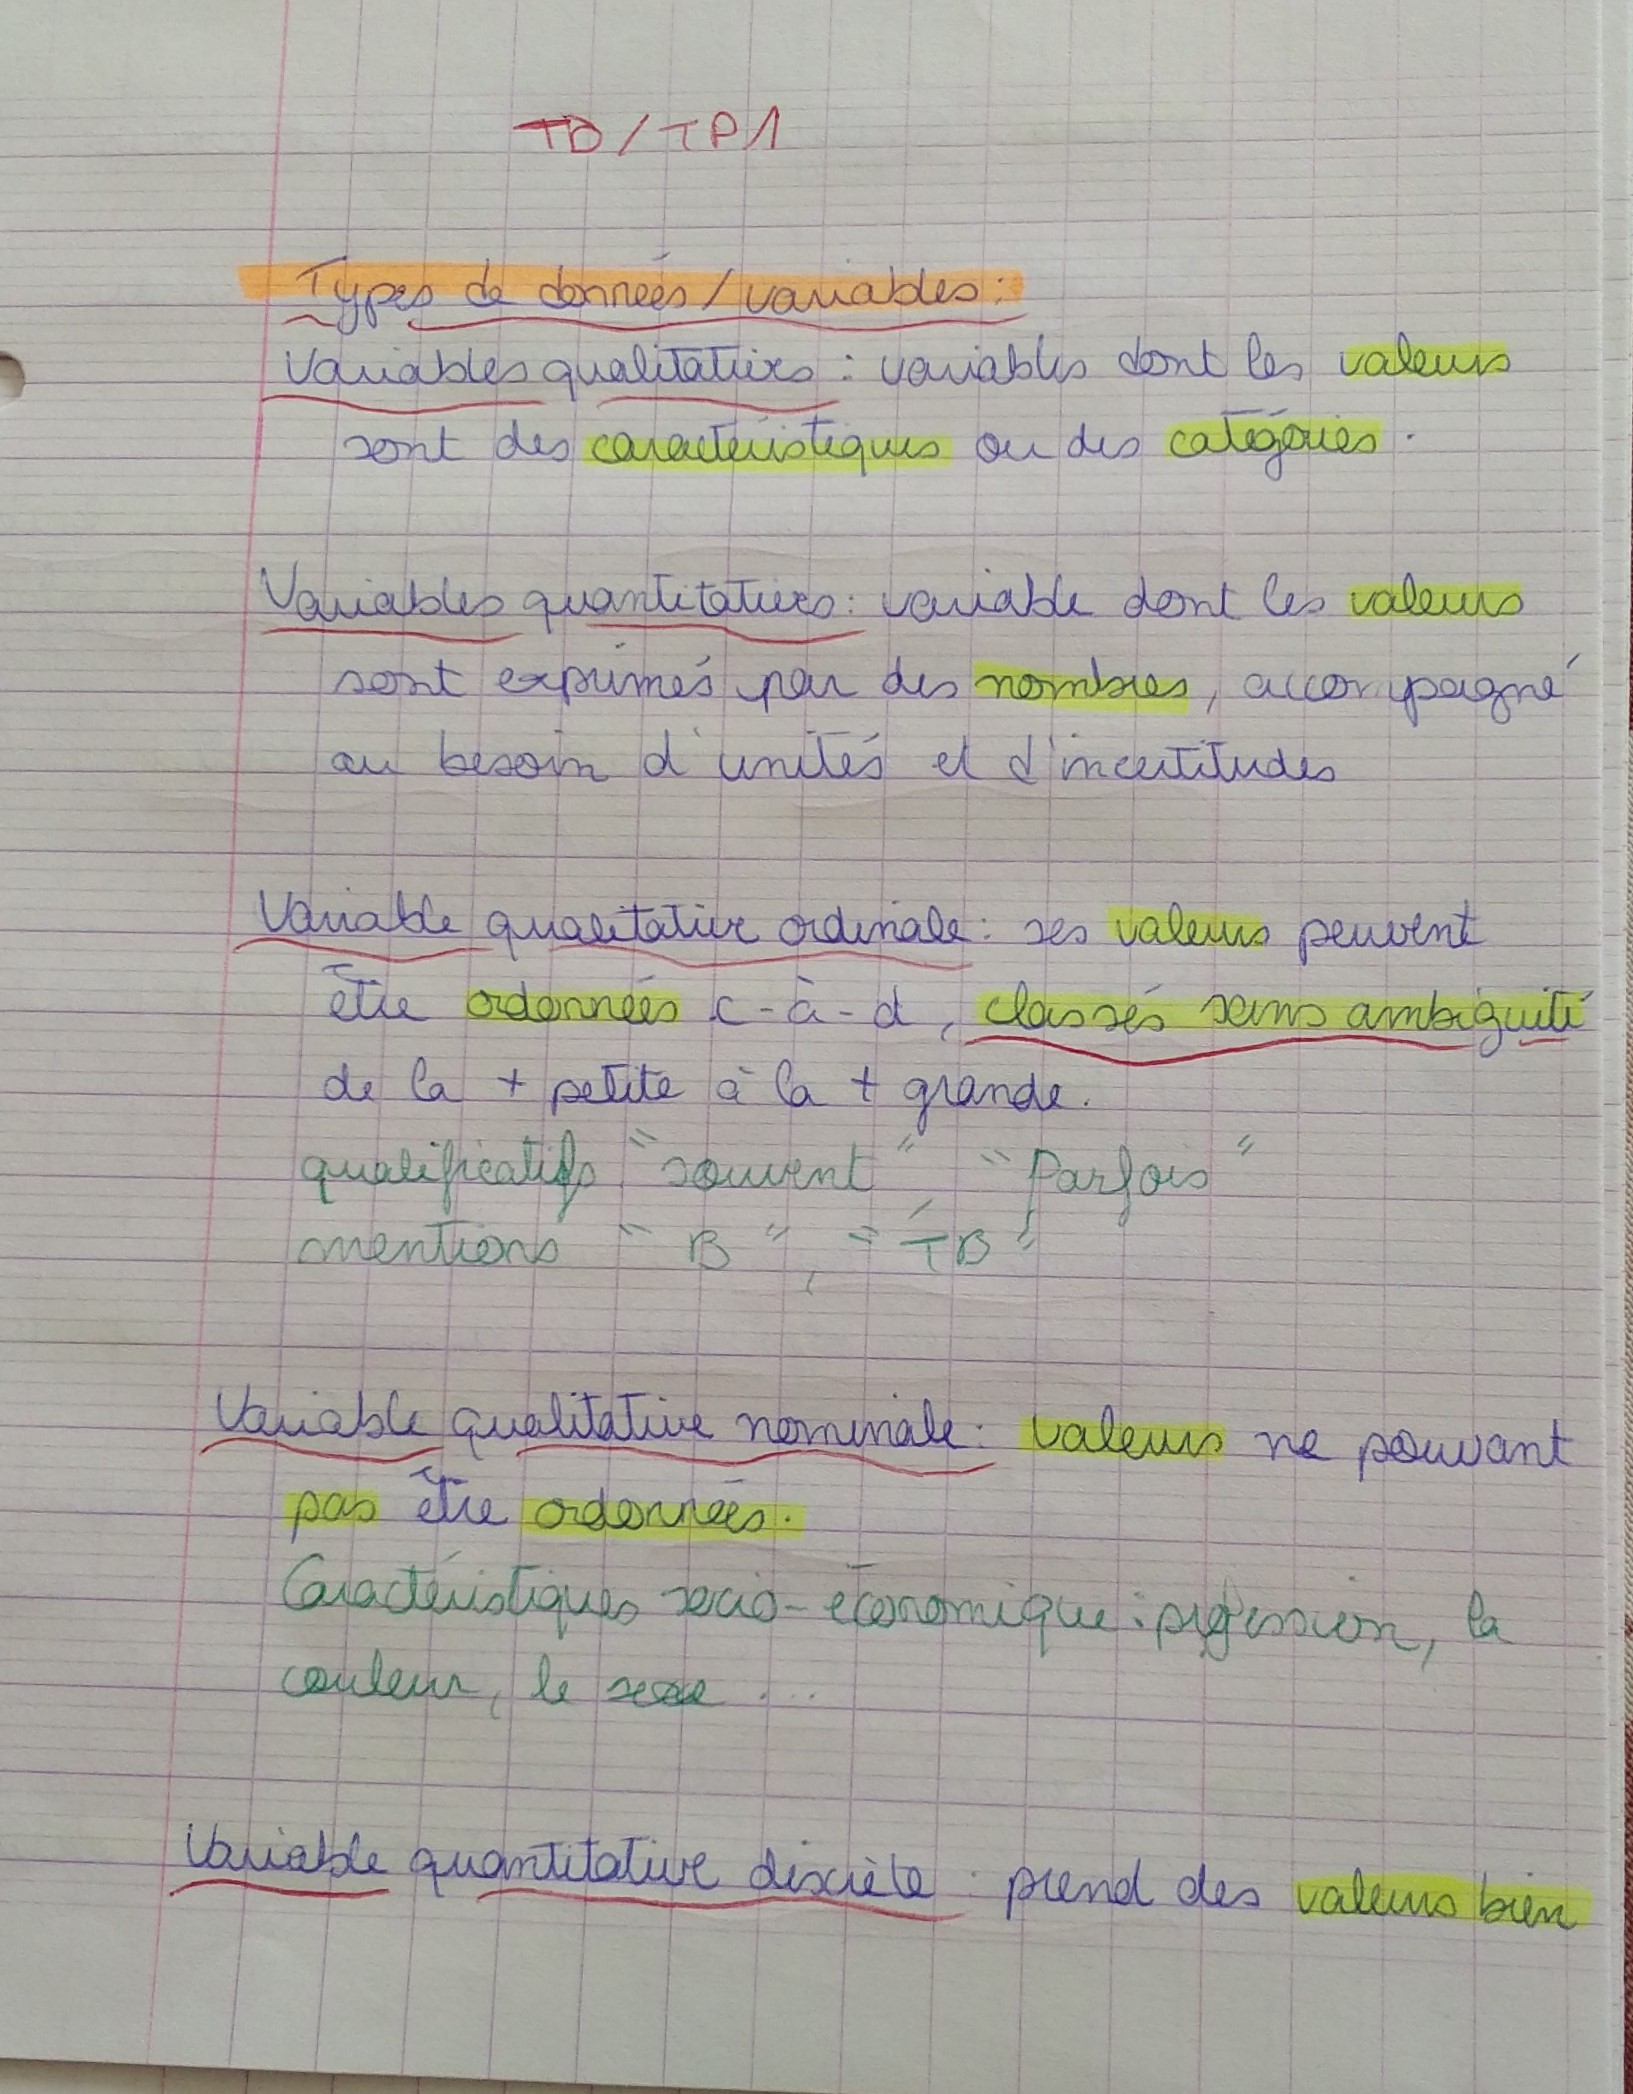 TD/TP1
Types de données/variables:
Variables qualitatives : variables dont les valeurs
sont des caractéristiques ou des catégories.
Variables quantitatives : variable dont les valeurs
sont exprimés par des nombres, accompagné
au besoin d'unités et d'incertitudes
Variable qualitative ordinale : ses valeurs peuvent
être ordonnées c-à-d, classés sans ambiguité
de la + petite à la + grande.
qualificatifs "souvent" "Parfois"
mentions "B", "TB"
Variable qualitative nominale : valeurs ne pouvant
pas être ordonnées.
Caractéristiques socio-économique : profession, la
couleur, le sexe ...
Variable quantitative discrète : prend des valeurs bien